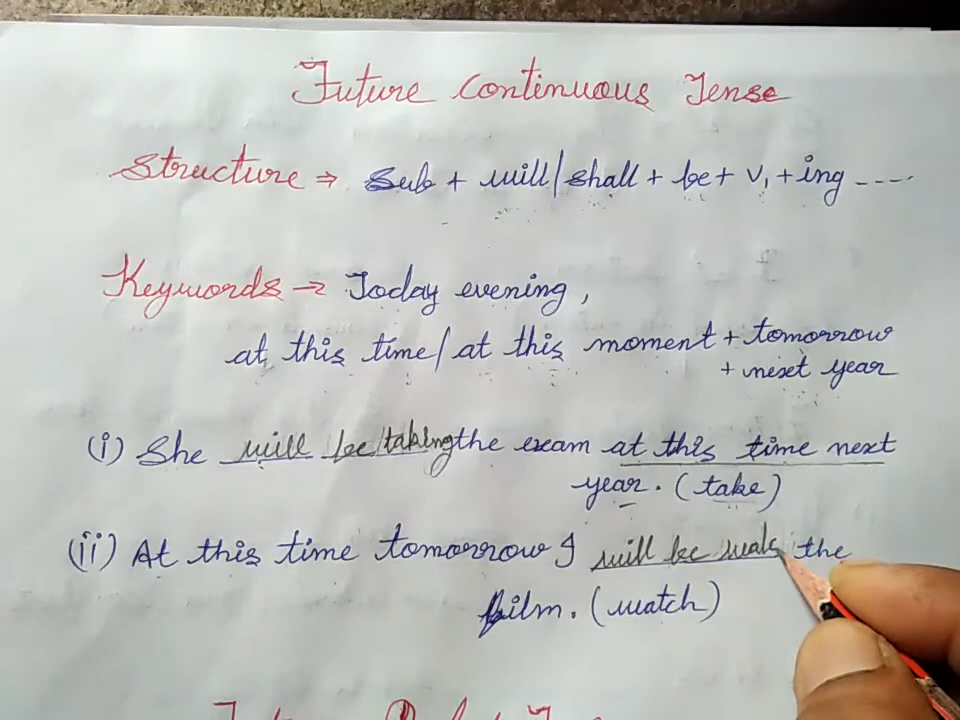 Future Continuous Tense
Structure ⇒ Sub + will/shall + be + V₁ + ing ----
Keywords → Today evening,
at this time/at this moment + tomorrow
+ next year
(i) She will be taking the exam at this time next
year. (take)
(ii) At this time tomorrow I will be the
film. (watch)